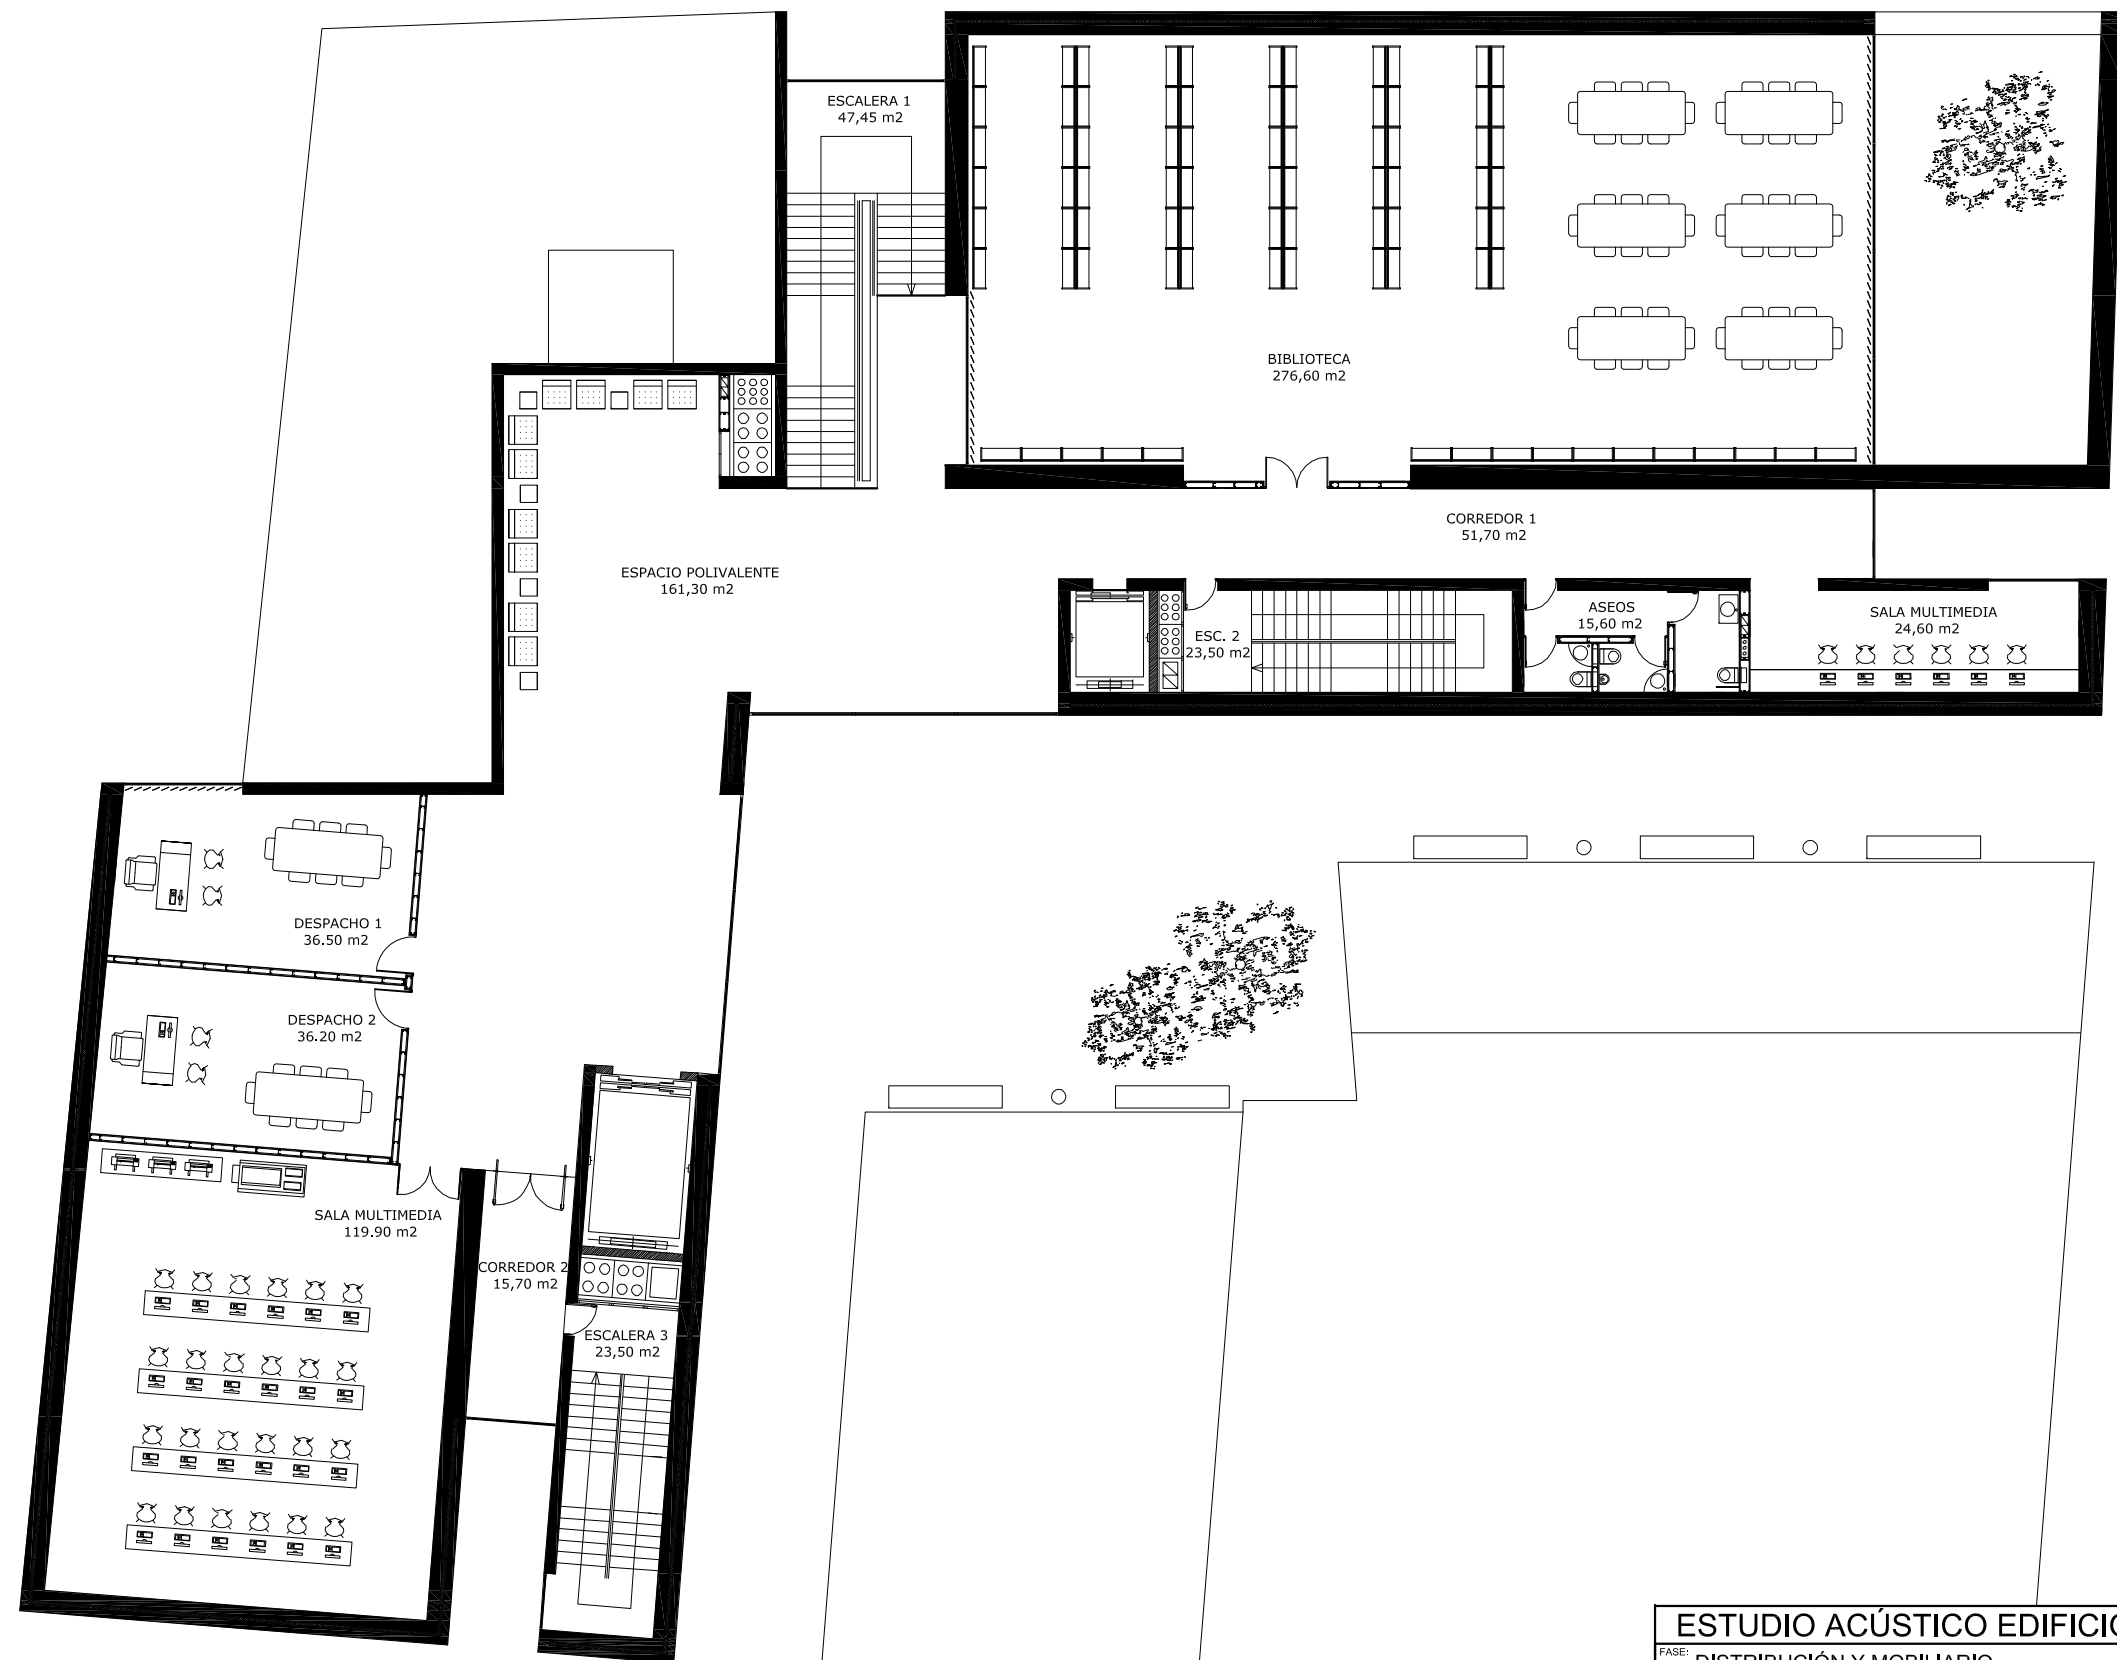 ESCALERA 1
47,45 m2
BIBLIOTECA
276,60 m2
CORREDOR 1
51,70 m2
ESPACIO POLIVALENTE
161,30 m2
ESC. 2
23,50 m2
ASEOS
15,60 m2
SALA MULTIMEDIA
24,60 m2
DESPACHO 1
36.50 m2
DESPACHO 2
36.20 m2
SALA MULTIMEDIA
119.90 m2
CORREDOR 2
15,70 m2
ESCALERA 3
23,50 m2
ESTUDIO ACÚSTICO EDIFICIO
FASE: DISTRIBUCIÓN Y MOBILIARIO